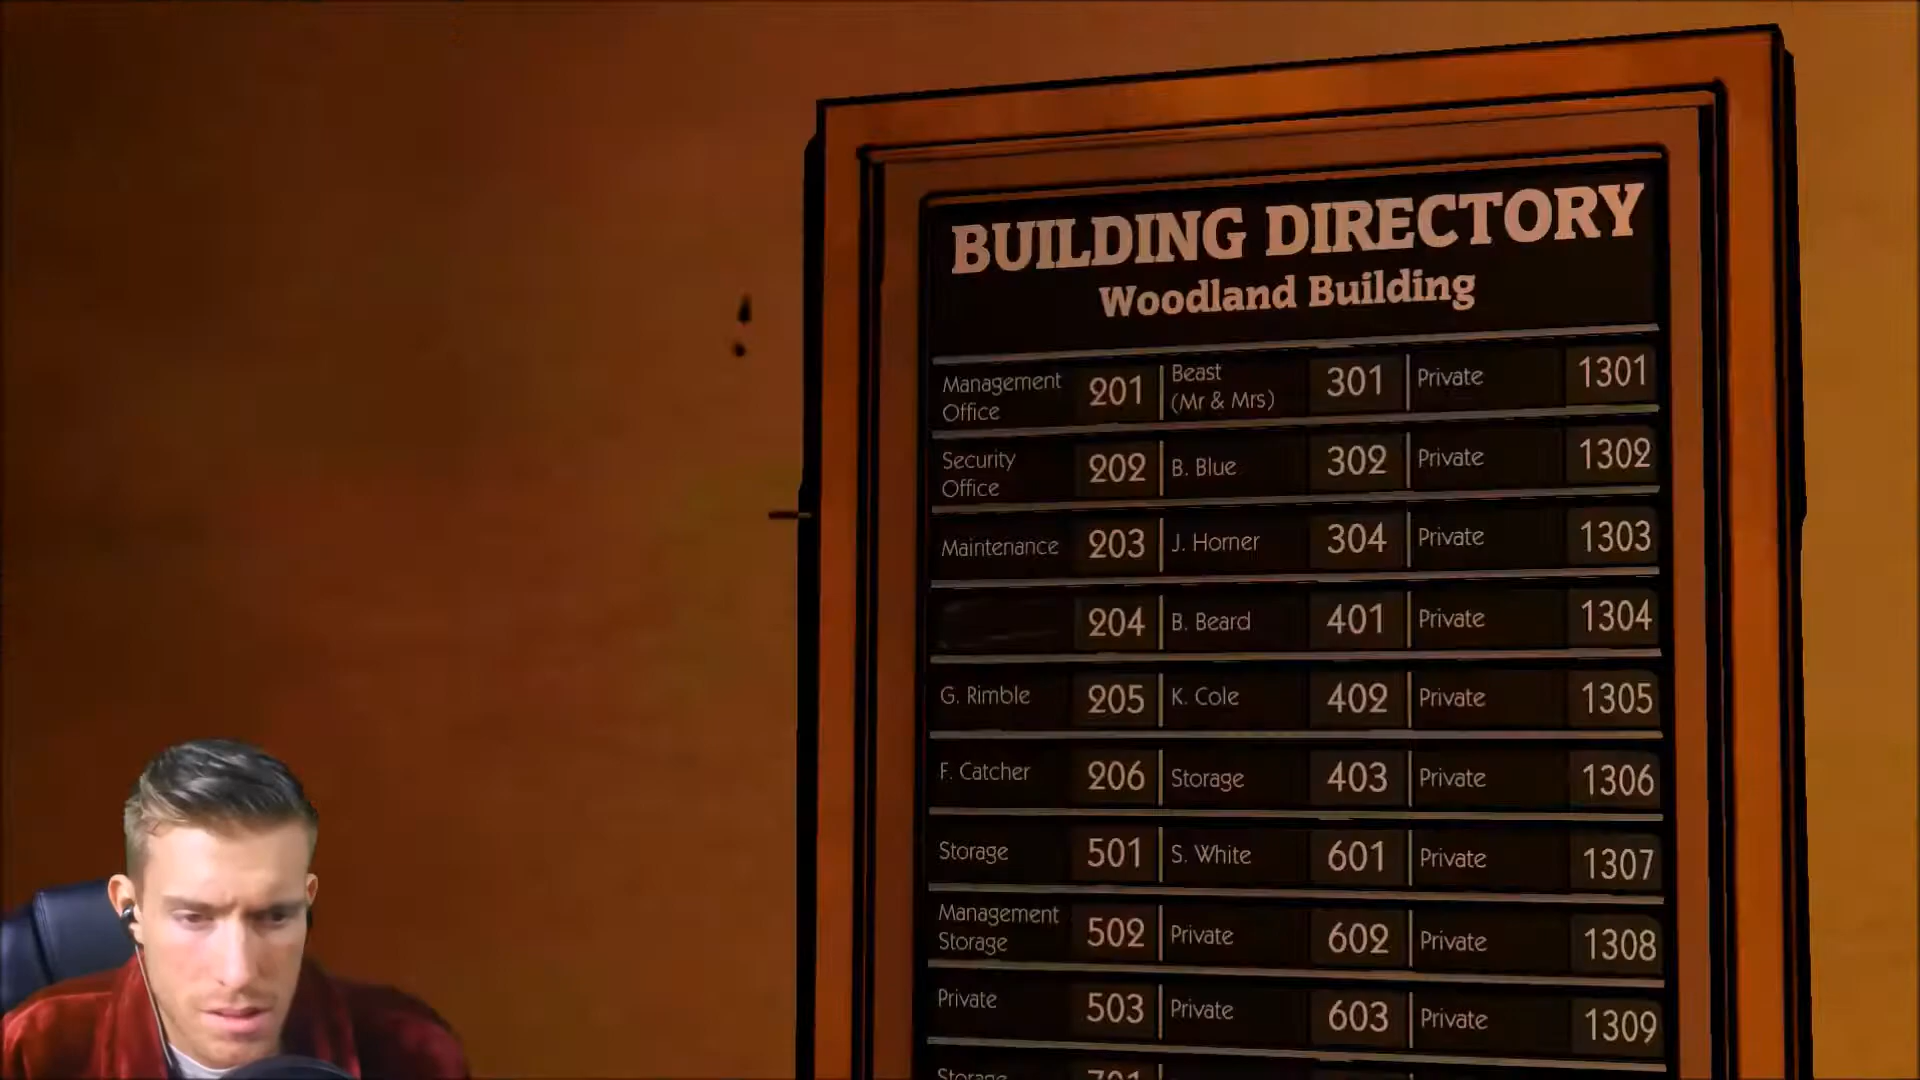 BUILDING DIRECTORY
Woodland Building
Management Office 201 Beast (Mr & Mrs) 301 Private 1301
Security Office 202 B. Blue 302 Private 1302
Maintenance 203 J. Horner 304 Private 1303
204 B. Beard 401 Private 1304
G. Rimble 205 K. Cole 402 Private 1305
F. Catcher 206 Storage 403 Private 1306
Storage 501 S. White 601 Private 1307
Management Storage 502 Private 602 Private 1308
Private 503 Private 603 Private 1309
Storage 701